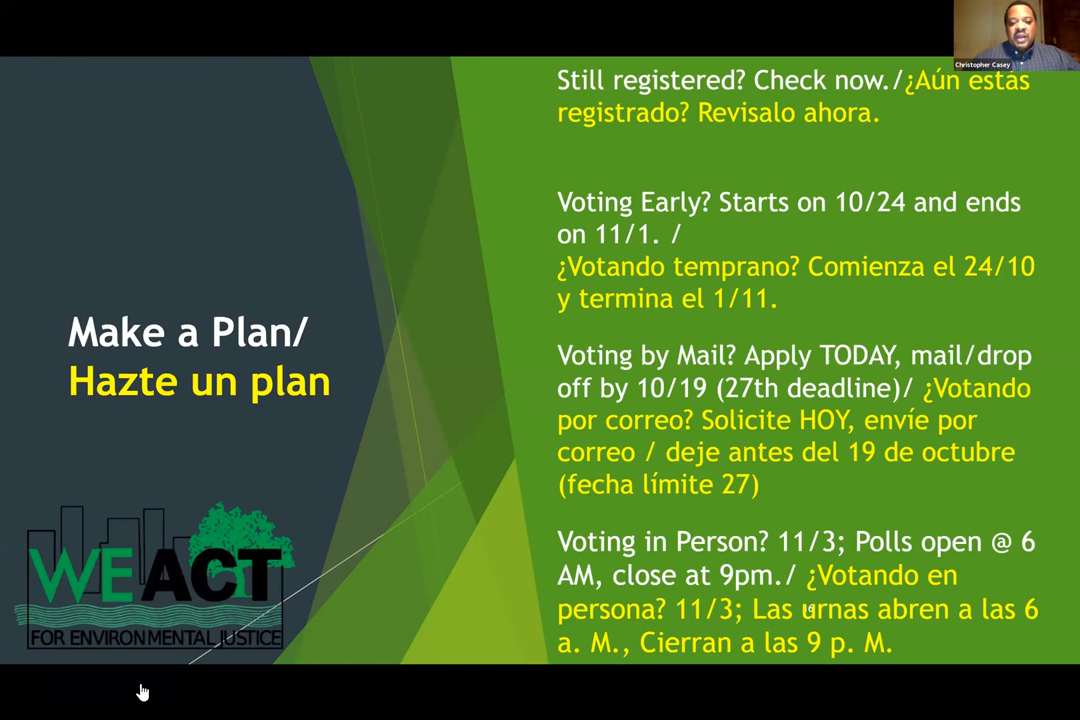 Christopher Casey
Still registered? Check now./¿Aún estás
registrado? Revisalo ahora.
Voting Early? Starts on 10/24 and ends
on 11/1. /
¿Votando temprano? Comienza el 24/10
y termina el 1/11.
Make a Plan/
Hazte un plan
Voting by Mail? Apply TODAY, mail/drop
off by 10/19 (27th deadline)/ ¿Votando
por correo? Solicite HOY, envíe por
correo / deje antes del 19 de octubre
(fecha límite 27)
Voting in Person? 11/3; Polls open @ 6
AM, close at 9pm./ ¿Votando en
persona? 11/3; Las urnas abren a las 6
a. M., Cierran a las 9 p. M.
WE ACT
FOR ENVIRONMENTAL JUSTICE